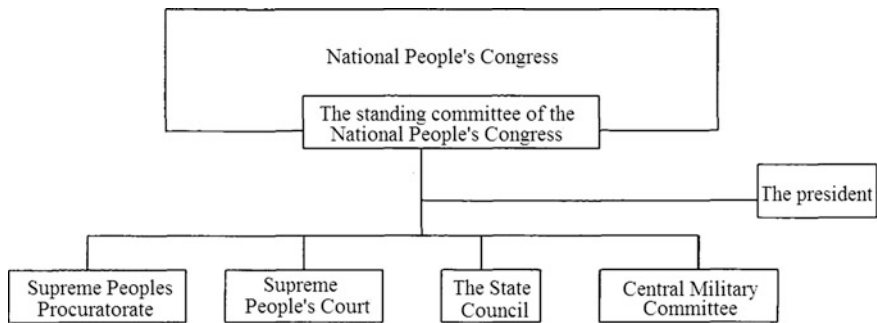 National People's Congress
The standing committee of the
National People's Congress
The president
Supreme Peoples
Procuratorate
Supreme
People's Court
The State
Council
Central Military
Committee